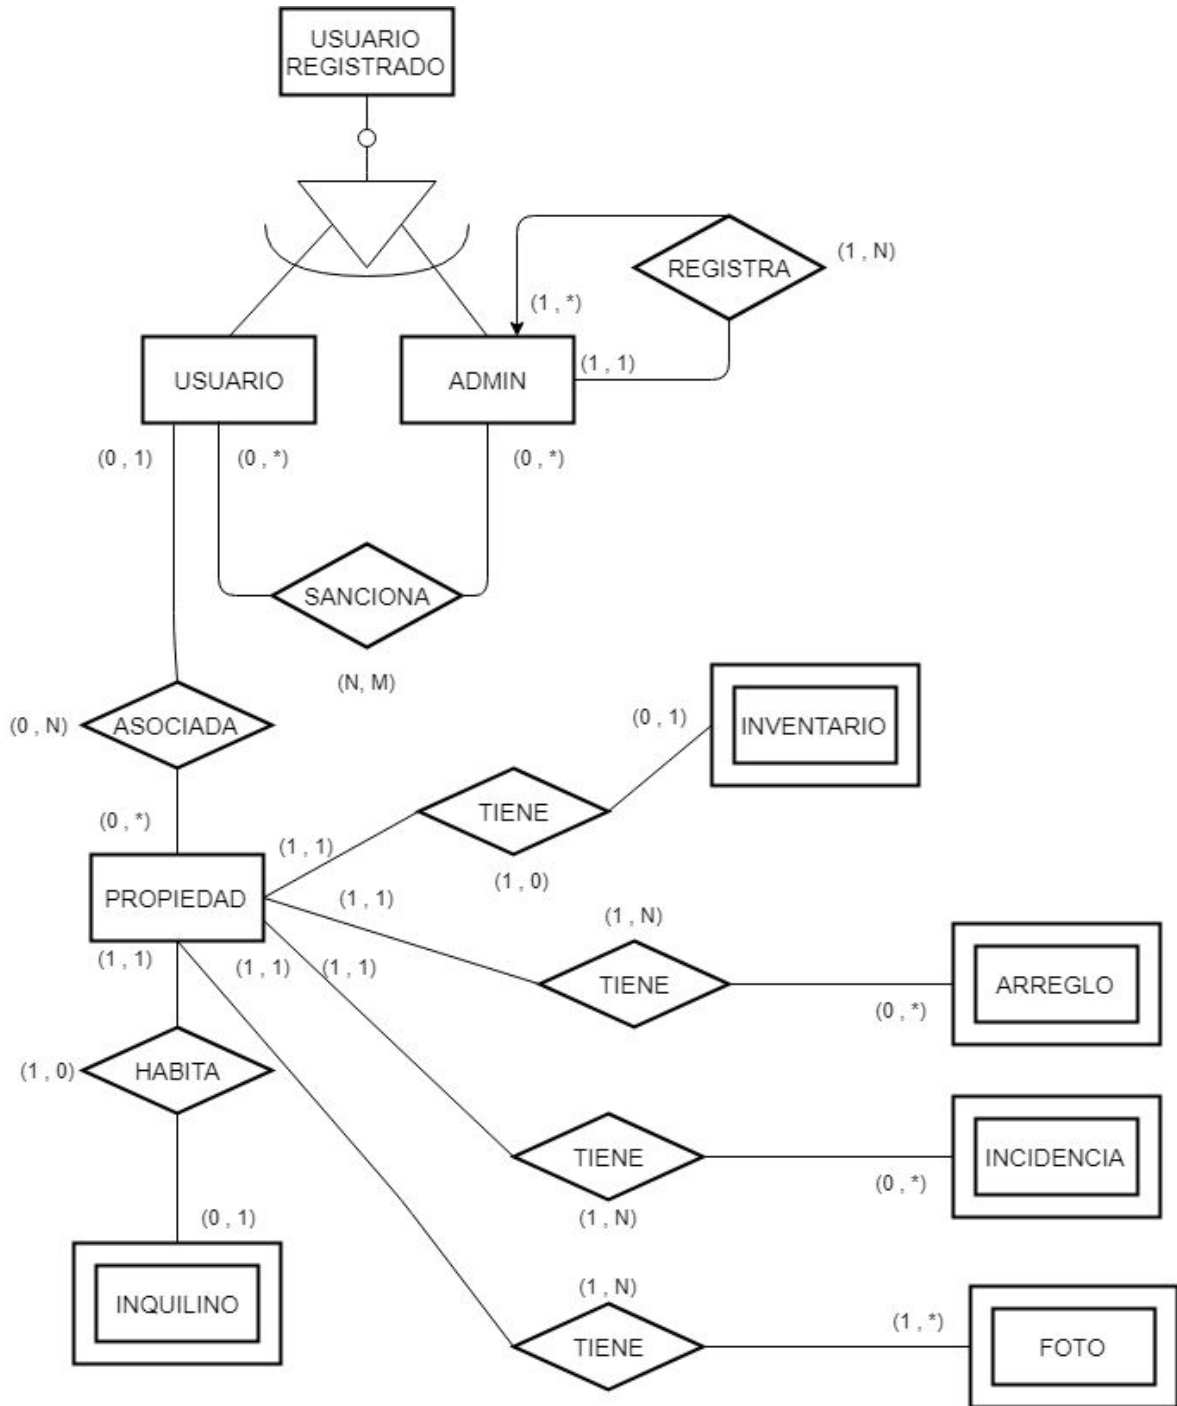 USUARIO
REGISTRADO
REGISTRA
(1 , N)
(1 , *)
(1 , 1)
USUARIO
ADMIN
(0 , 1)
(0 , *)
(0 , *)
SANCIONA
(N, M)
(0 , N)
ASOCIADA
(0 , 1)
INVENTARIO
TIENE
(0 , *)
(1 , 1)
(1 , 0)
PROPIEDAD
(1 , 1)
(1 , N)
(1 , 1)
(1 , 1)
(1 , 1)
TIENE
ARREGLO
(0 , *)
(1 , 0)
HABITA
TIENE
INCIDENCIA
(0 , *)
(1 , N)
(0 , 1)
INQUILINO
(1 , N)
TIENE
(1 , *)
FOTO